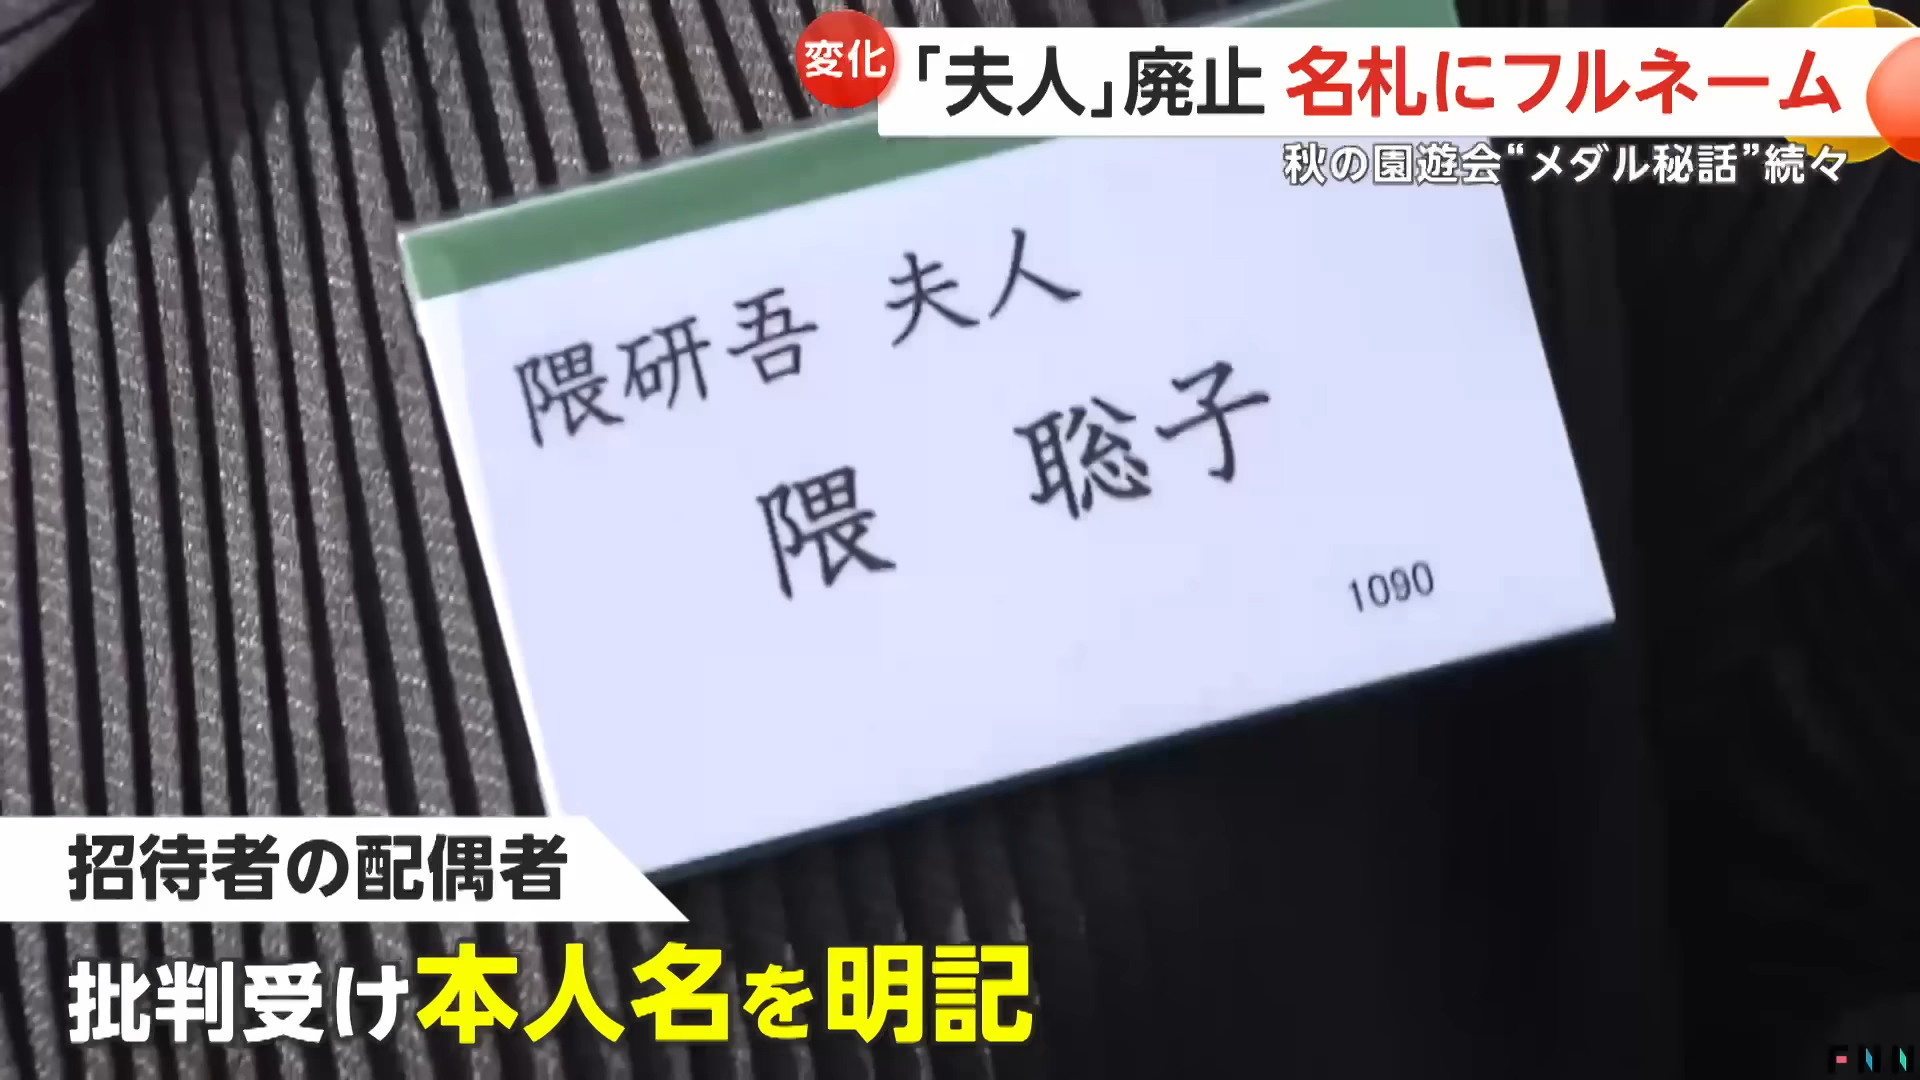 変化
「夫人」廃止 名札にフルネーム
秋の園遊会“メダル秘話”続々
隈研吾 夫人
隈 聡子
1090
招待者の配偶者
批判受け本人名を明記
FNN